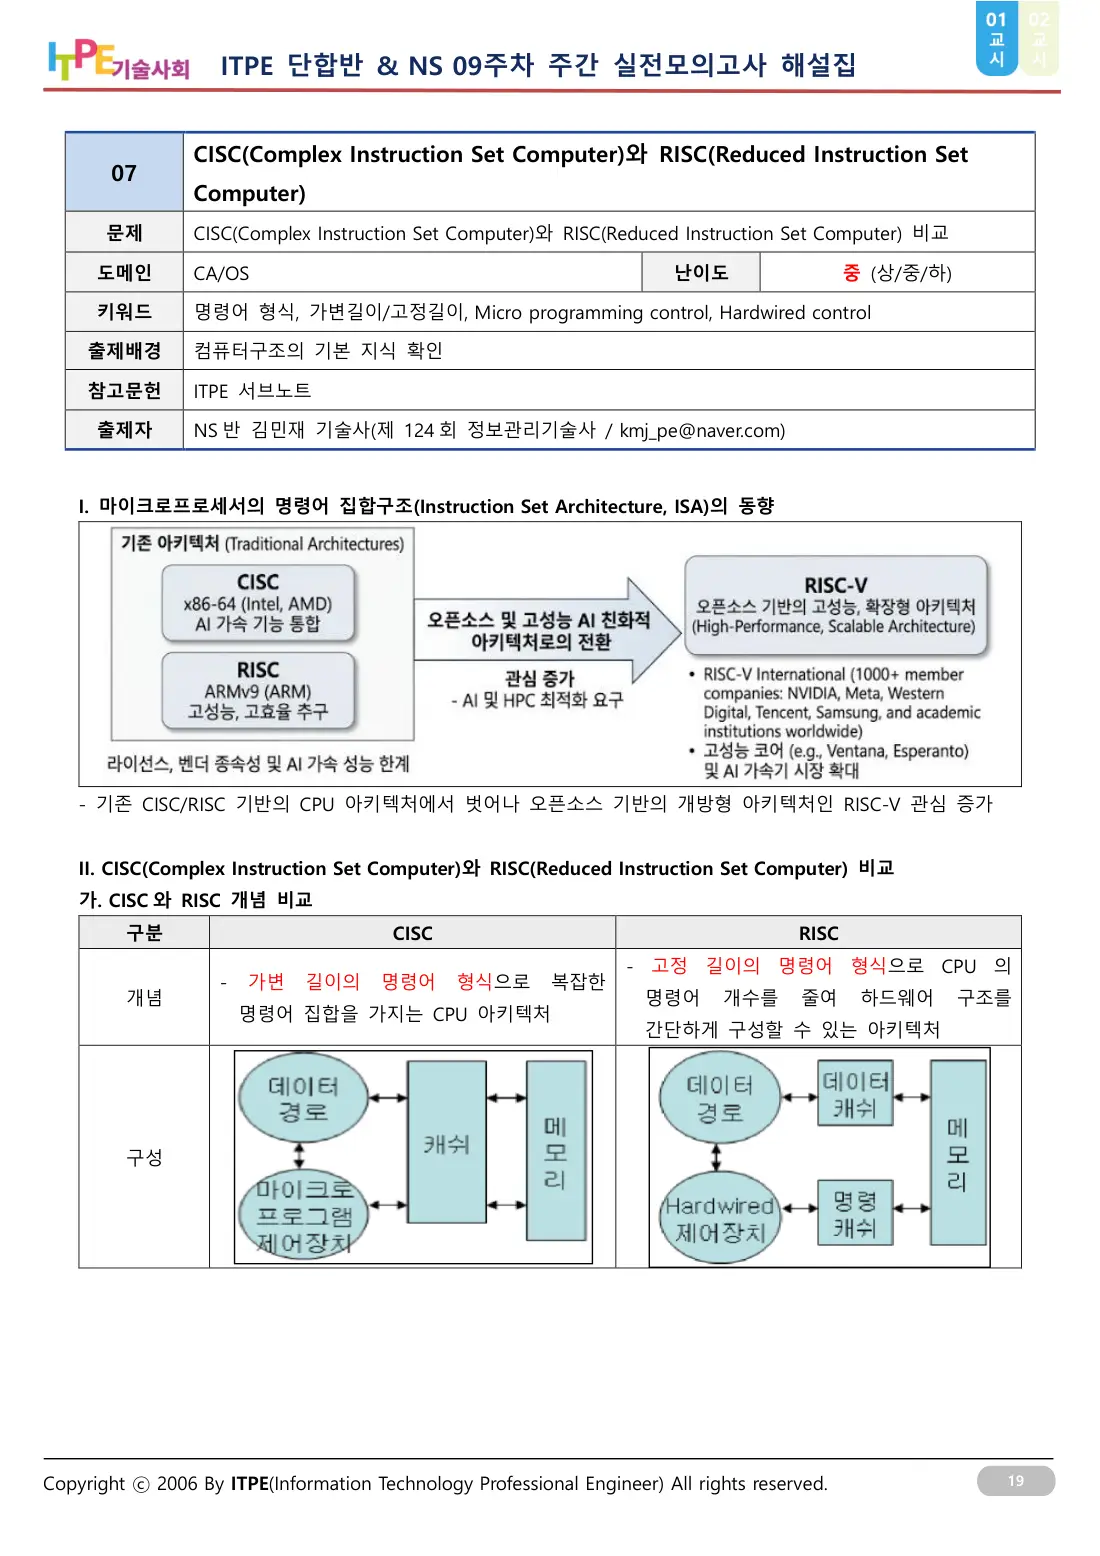 ITPE기술사회 ITPE 단합반 & NS 09주차 주간 실전모의고사 해설집
01 교시
02 교시
07
CISC(Complex Instruction Set Computer)와 RISC(Reduced Instruction Set
Computer)
문제
CISC(Complex Instruction Set Computer)와 RISC(Reduced Instruction Set Computer) 비교
도메인
CA/OS
난이도
중 (상/중/하)
키워드
명령어 형식, 가변길이/고정길이, Micro programming control, Hardwired control
출제배경
컴퓨터구조의 기본 지식 확인
참고문헌
ITPE 서브노트
출제자
NS반 김민재 기술사(제 124회 정보관리기술사 / kmj_pe@naver.com)
I. 마이크로프로세서의 명령어 집합구조(Instruction Set Architecture, ISA)의 동향
기존 아키텍처 (Traditional Architectures)
CISC
x86-64 (Intel, AMD)
AI 가속 기능 통합
RISC
ARMv9 (ARM)
고성능, 고효율 추구
라이선스, 벤더 종속성 및 AI 가속 성능 한계
오픈소스 및 고성능 AI 친화적
아키텍처로의 전환
관심 증가
- AI 및 HPC 최적화 요구
RISC-V
오픈소스 기반의 고성능, 확장형 아키텍처
(High-Performance, Scalable Architecture)
• RISC-V International (1000+ member
companies: NVIDIA, Meta, Western
Digital, Tencent, Samsung, and academic
institutions worldwide)
• 고성능 코어 (e.g., Ventana, Esperanto)
및 AI 가속기 시장 확대
- 기존 CISC/RISC 기반의 CPU 아키텍처에서 벗어나 오픈소스 기반의 개방형 아키텍처인 RISC-V 관심 증가
II. CISC(Complex Instruction Set Computer)와 RISC(Reduced Instruction Set Computer) 비교
가. CISC와 RISC 개념 비교
구분
CISC
RISC
개념
- 가변 길이의 명령어 형식으로 복잡한
명령어 집합을 가지는 CPU 아키텍처
- 고정 길이의 명령어 형식으로 CPU 의
명령어 개수를 줄여 하드웨어 구조를
간단하게 구성할 수 있는 아키텍처
구성
데이터
경로
마이크로
프로그램
제어장치
캐쉬
메
모
리
데이터
경로
Hardwired
제어장치
데이터
캐쉬
명령
캐쉬
메
모
리
Copyright ⓒ 2006 By ITPE(Information Technology Professional Engineer) All rights reserved.
19